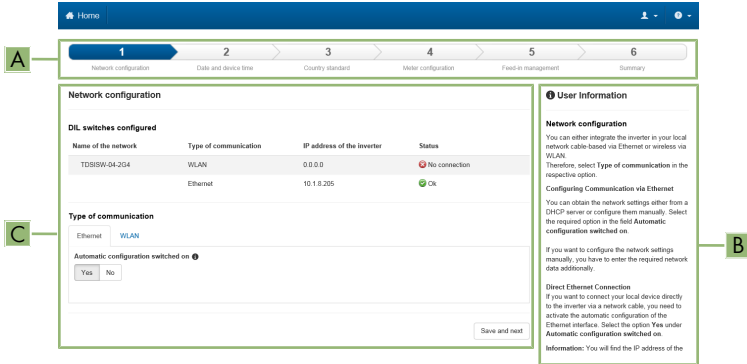 Home
1 2 3 4 5 6
Network configuration Date and device time Country standard Meter configuration Feed-in management Summary
A
Network configuration
DIL switches configured
Name of the network Type of communication IP address of the inverter Status
TDSISW-04-2G4 WLAN 0.0.0.0 No connection
Ethernet 10.1.8.205 Ok
Type of communication
Ethernet WLAN
Automatic configuration switched on
Yes No
Save and next
C
User Information
Network configuration
You can either integrate the inverter in your local
network cable-based via Ethernet or wireless via
WLAN.
Therefore, select Type of communication in the
respective option.
Configuring Communication via Ethernet
You can obtain the network settings either from a
DHCP server or configure them manually. Select
the required option in the field Automatic
configuration switched on.
If you want to configure the network settings
manually, you have to enter the required network
data additionally.
Direct Ethernet Connection
If you want to connect your local device directly
to the inverter via a network cable, you need to
activate the automatic configuration of the
Ethernet interface. Select the option Yes under
Automatic configuration switched on.
Information: You will find the IP address of the
B